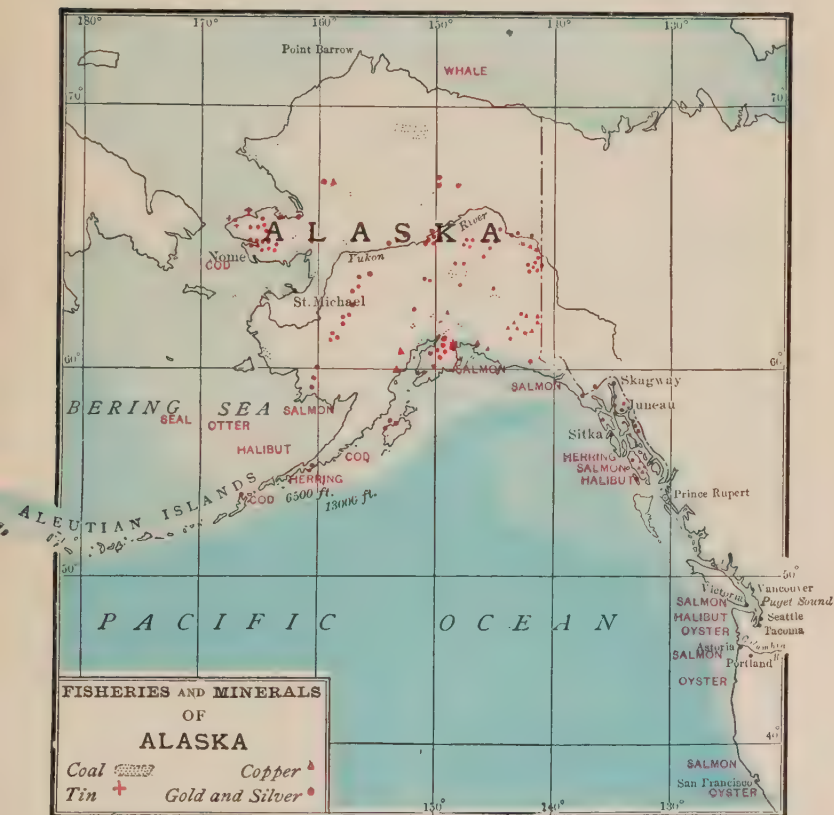 180° 170° 160° 150° 140° 130°
Point Barrow
WHALE
70° 70°
ALASKA
River
Yukon
Nome
COD
St. Michael
60° 60
SALMON
SALMON
Skagway
Juneau
BERING SEA
SALMON
SEAL
OTTER
Sitka
HALIBUT
COD
HERRING
SALMON
HALIBUT
HERRING
COD
6500 ft.
13000 ft.
Prince Rupert
ALEUTIAN ISLANDS
50° 50°
Victoria
Vancouver
SALMON
Puget Sound
HALIBUT
Seattle
OYSTER
Tacoma
PACIFIC OCEAN
Astoria
Columbia
R
SALMON
Portland
OYSTER
FISHERIES AND MINERALS
OF
ALASKA
Coal Copper
Tin Gold and Silver
40°
SALMON
San Francisco
OYSTER
150° 140° 130°